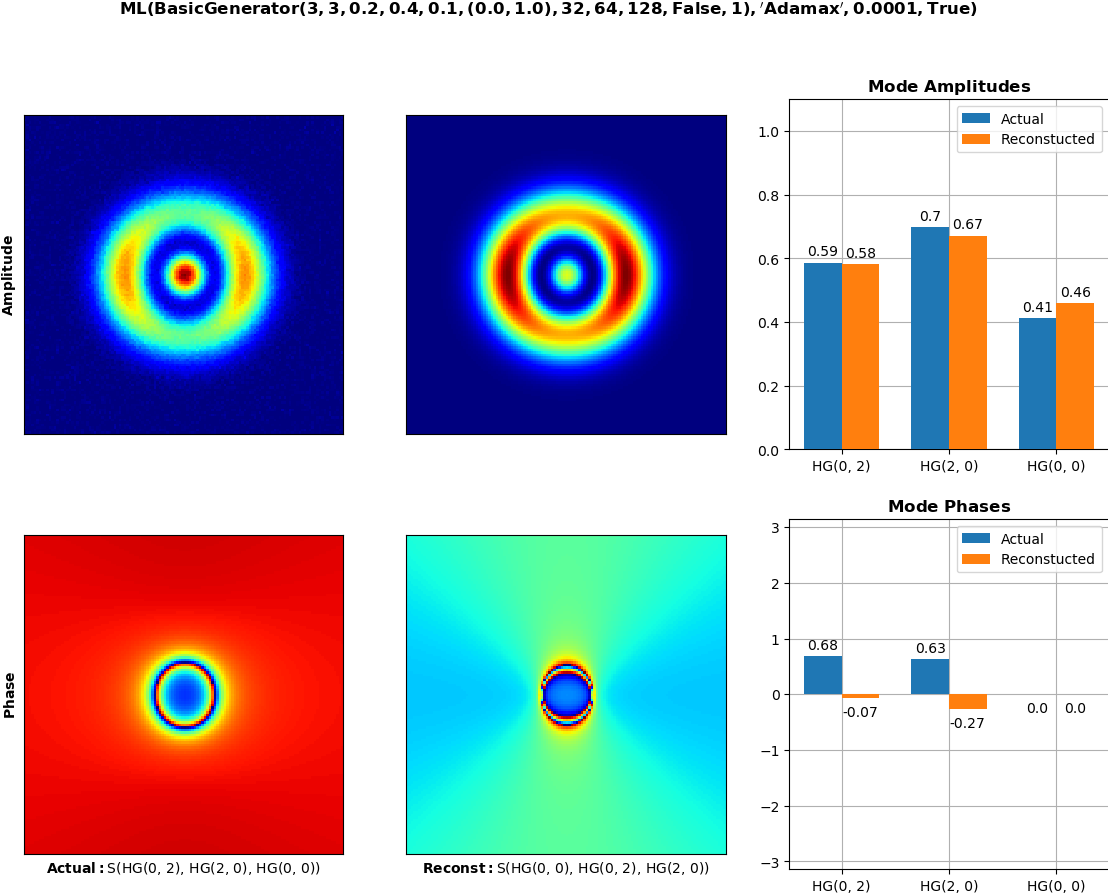 ML(BasicGenerator(3, 3, 0.2, 0.4, 0.1, (0.0, 1.0), 32, 64, 128, False, 1), ′Adamax′, 0.0001, True)
Amplitude
Mode Amplitudes
Actual
Reconstucted
1.0
0.8
0.6
0.4
0.2
0.0
0.59
0.58
0.7
0.67
0.41
0.46
HG(0, 2)
HG(2, 0)
HG(0, 0)
Phase
Actual: S(HG(0, 2), HG(2, 0), HG(0, 0))
Reconst: S(HG(0, 0), HG(0, 2), HG(2, 0))
Mode Phases
Actual
Reconstucted
3
2
1
0
−1
−2
−3
0.68
-0.07
0.63
-0.27
0.0
0.0
HG(0, 2)
HG(2, 0)
HG(0, 0)